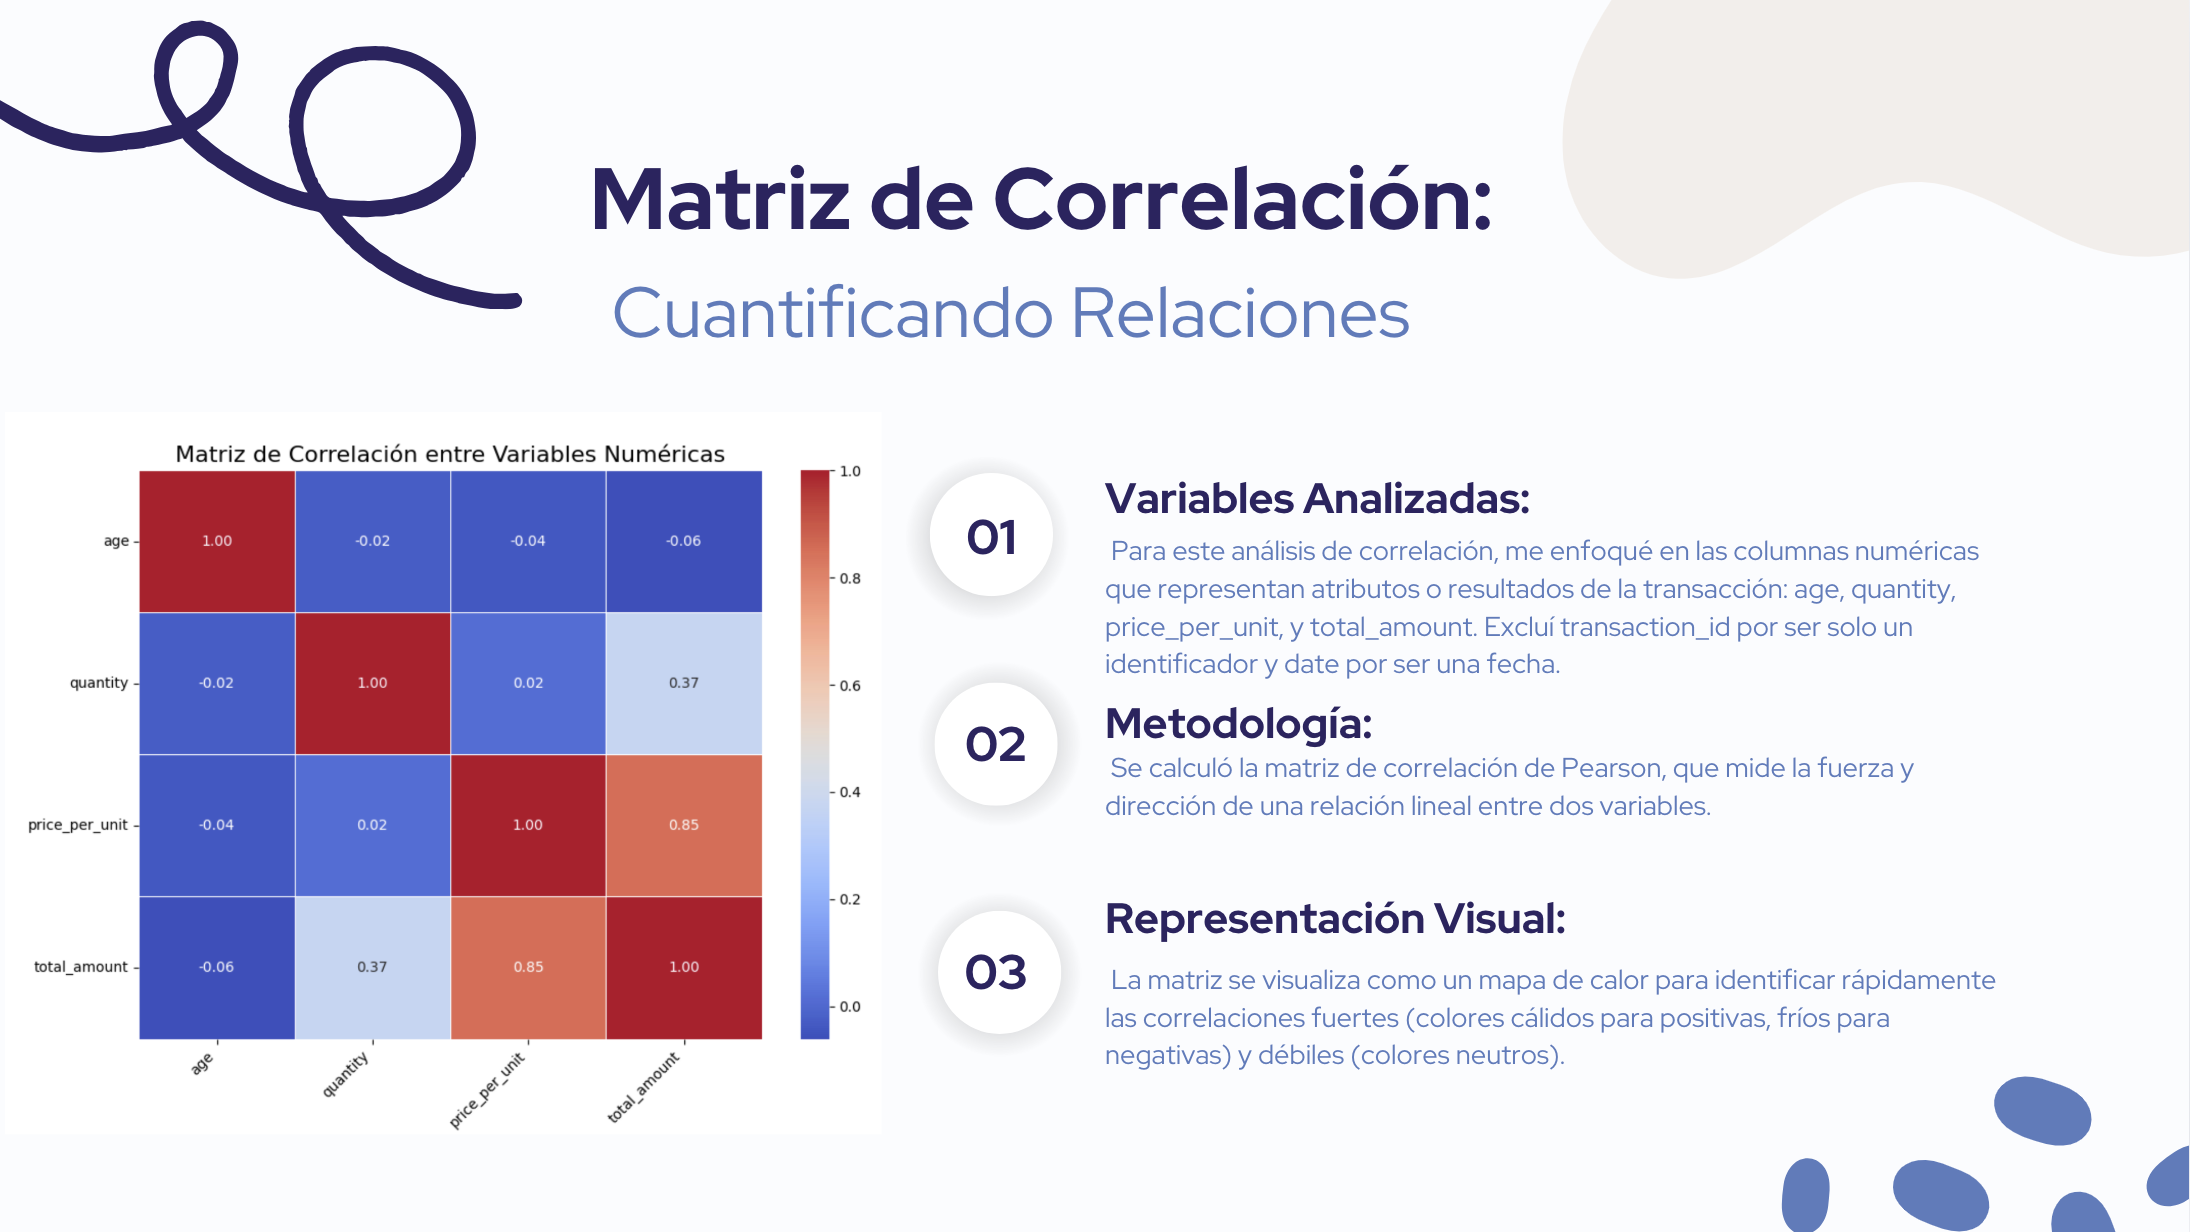 Matriz de Correlación:
Cuantificando Relaciones
Matriz de Correlación entre Variables Numéricas
age
1.00
-0.02
-0.04
-0.06
quantity
-0.02
1.00
0.02
0.37
price_per_unit
-0.04
0.02
1.00
0.85
total_amount
-0.06
0.37
0.85
1.00
age
quantity
price_per_unit
total_amount
1.0
0.8
0.6
0.4
0.2
0.0
01
Variables Analizadas:
Para este análisis de correlación, me enfoqué en las columnas numéricas
que representan atributos o resultados de la transacción: age, quantity,
price_per_unit, y total_amount. Excluí transaction_id por ser solo un
identificador y date por ser una fecha.
02
Metodología:
Se calculó la matriz de correlación de Pearson, que mide la fuerza y
dirección de una relación lineal entre dos variables.
03
Representación Visual:
La matriz se visualiza como un mapa de calor para identificar rápidamente
las correlaciones fuertes (colores cálidos para positivas, fríos para
negativas) y débiles (colores neutros).